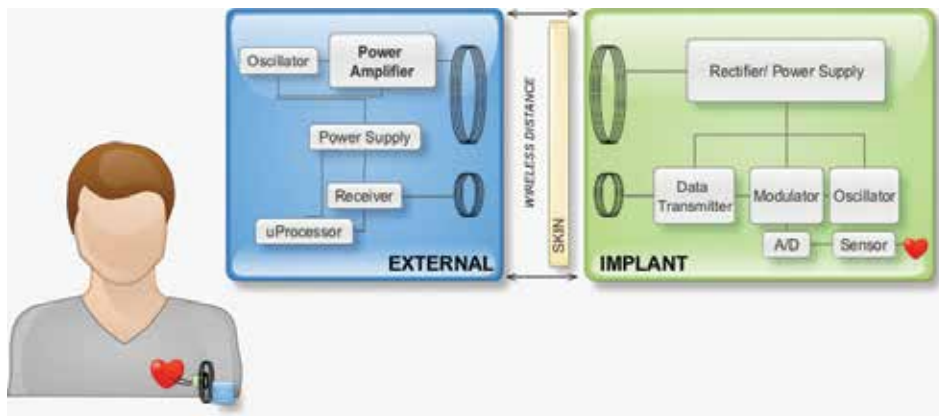 Oscillator
Power
Amplifier
Power Supply
Receiver
uProcessor
EXTERNAL
WIRELESS DISTANCE
SKIN
Rectifier/ Power Supply
Data
Transmitter
Modulator
Oscillator
A/D
Sensor
IMPLANT